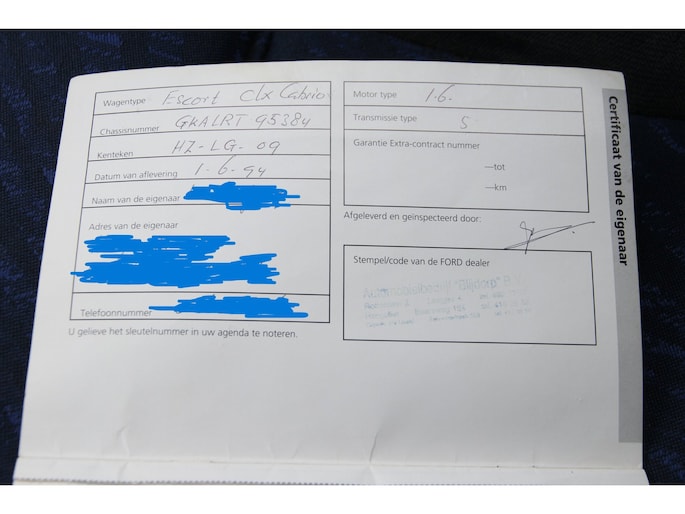 Certificaat van de eigenaar
Wagentype Escort Clx Cabrio
Chassisnummer GKALRT 95384
Kenteken HZ-LG-09
Datum van aflevering 1-6-94
Naam van de eigenaar
Adres van de eigenaar
Telefoonnummer
U gelieve het sleutelnummer in uw agenda te noteren.
Motor type 1.6.
Transmissie type 5
Garantie Extra-contract nummer
—tot
—km
Afgeleverd en geïnspecteerd door:
Stempel/code van de FORD dealer
Automobielbedrijf "Blijdorp" B.V.